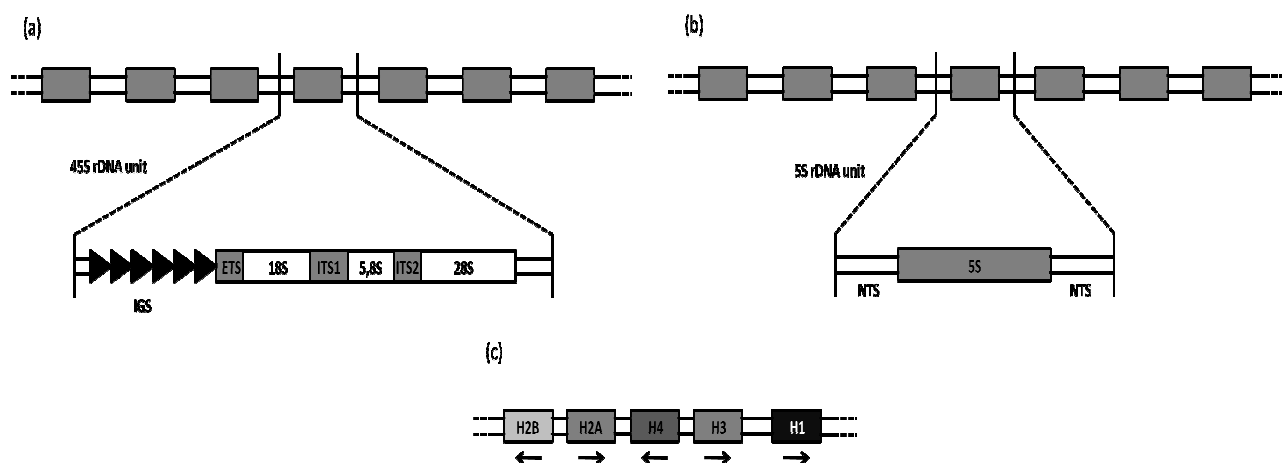 (a)
45S rDNA unit
ETS 18S ITS1 5,8S ITS2 28S
IGS
(b)
5S rDNA unit
5S
NTS NTS
(c)
H2B H2A H4 H3 H1